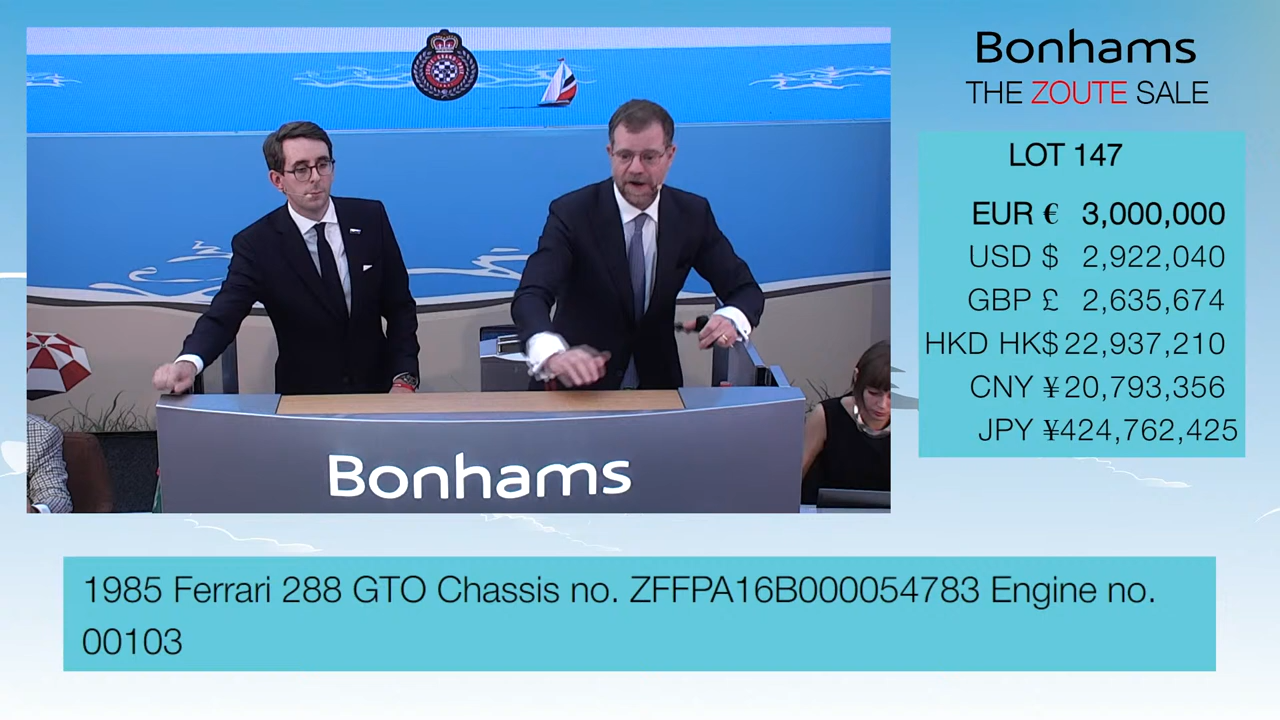 Bonhams
THE ZOUTE SALE
LOT 147
EUR € 3,000,000
USD $ 2,922,040
GBP £ 2,635,674
HKD HK$ 22,937,210
CNY ¥ 20,793,356
JPY ¥424,762,425
Bonhams
1985 Ferrari 288 GTO Chassis no. ZFFPA16B000054783 Engine no.
00103